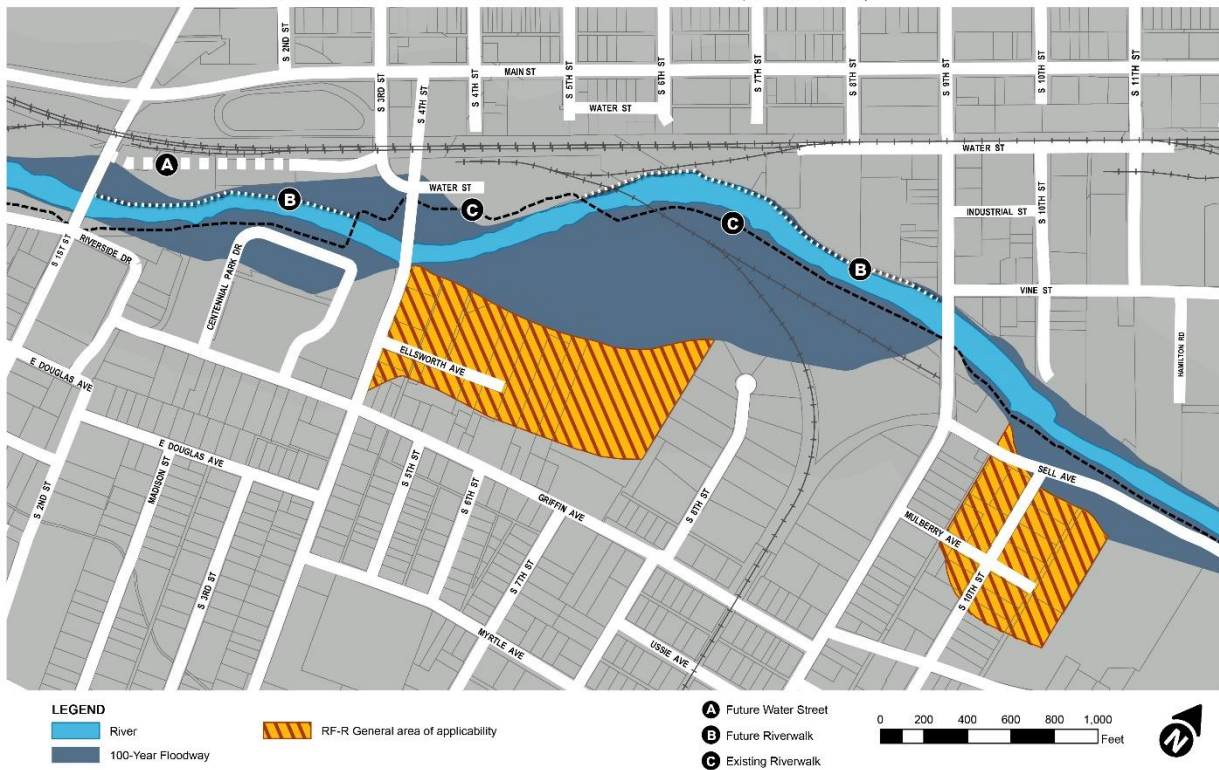 S 2ND ST
S 3RD ST
S 4TH ST
S 4TH ST
MAIN ST
S 5TH ST
S 6TH ST
S 7TH ST
S 8TH ST
S 9TH ST
S 10TH ST
S 11TH ST
WATER ST
WATER ST
A
WATER ST
B
C
C
B
S 1ST ST
RIVERSIDE DR
CENTENNIAL PARK DR
INDUSTRIAL ST
S 10TH ST
VINE ST
HAMILTON RD
E DOUGLAS AVE
ELLSWORTH AVE
E DOUGLAS AVE
S 2ND ST
MADISON ST
S 3RD ST
S 5TH ST
S 6TH ST
GRIFFIN AVE
S 7TH ST
S 8TH ST
MYRTLE AVE
USSIE AVE
SELL AVE
MULBERRY AVE
S 10TH ST
LEGEND
River
100-Year Floodway
RF-R General area of applicability
A Future Water Street
B Future Riverwalk
C Existing Riverwalk
0 200 400 600 800 1,000
Feet
N